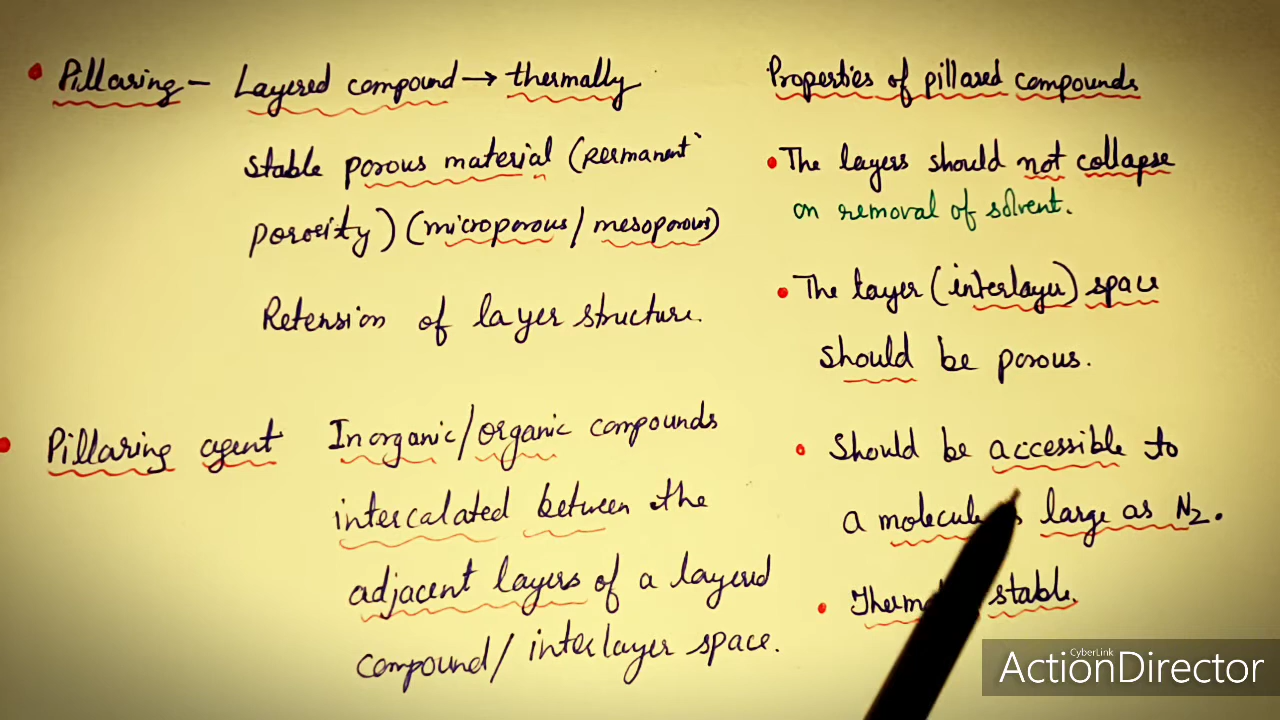 Pillaring – Layered compound → thermally
stable porous material (Permanent
porosity) (microporous/mesoporous)
Retension of layer structure.
Pillaring agent Inorganic/organic compounds
intercalated between the
adjacent layers of a layered
compound/interlayer space.
Properties of pillared compounds
• The layers should not collapse
on removal of solvent.
• The layer (interlayer) space
should be porous.
• Should be accessible to
a large as N2.
• stable.
CyberLink
ActionDirector